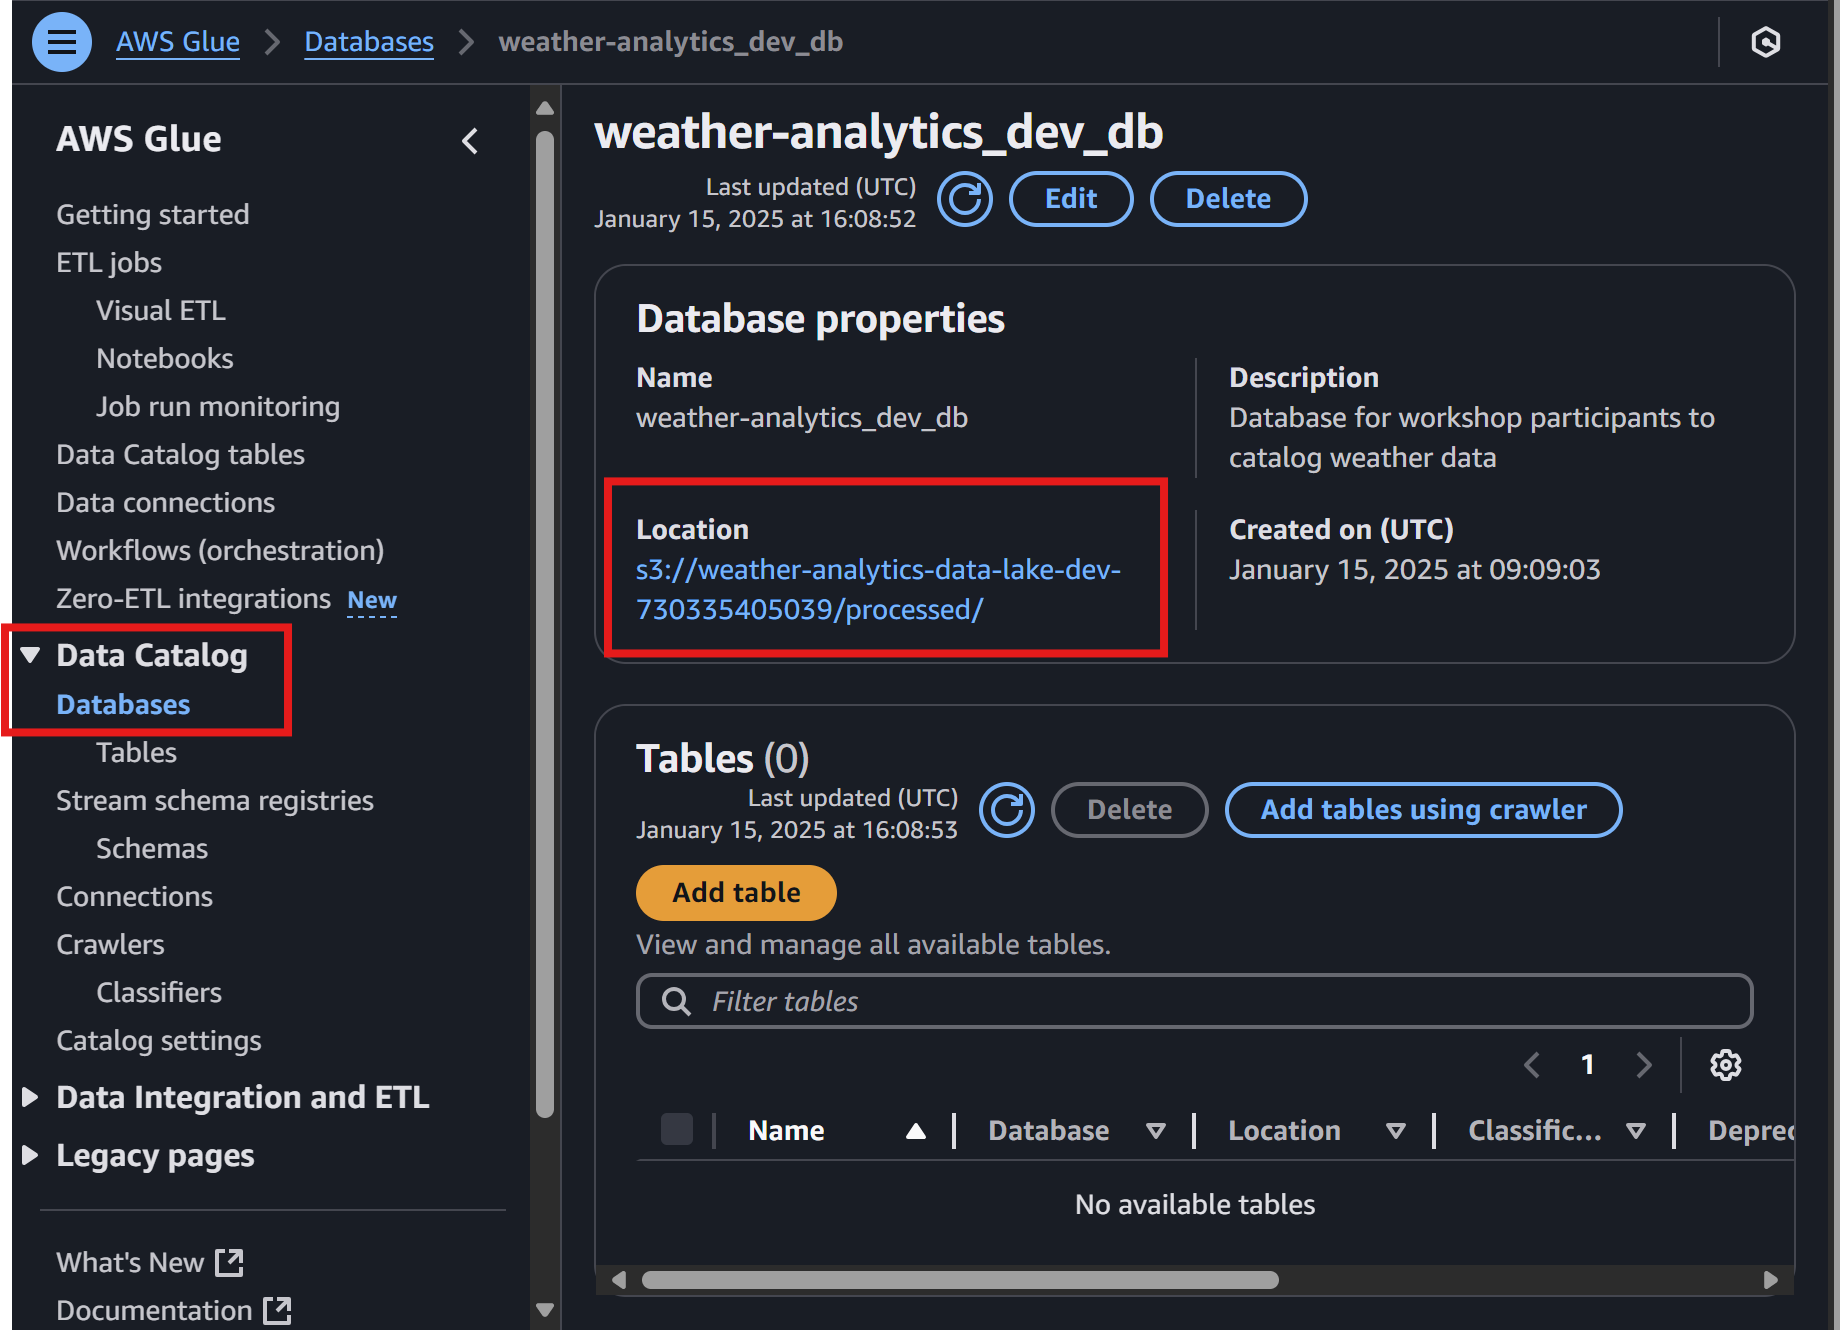 AWS Glue > Databases > weather-analytics_dev_db
AWS Glue
Getting started
ETL jobs
Visual ETL
Notebooks
Job run monitoring
Data Catalog tables
Data connections
Workflows (orchestration)
Zero-ETL integrations New
Data Catalog
Databases
Tables
Stream schema registries
Schemas
Connections
Crawlers
Classifiers
Catalog settings
Data Integration and ETL
Legacy pages
What's New
Documentation
weather-analytics_dev_db
Last updated (UTC)
January 15, 2025 at 16:08:52
Edit
Delete
Database properties
Name
weather-analytics_dev_db
Description
Database for workshop participants to
catalog weather data
Location
s3://weather-analytics-data-lake-dev-
730335405039/processed/
Created on (UTC)
January 15, 2025 at 09:09:03
Tables (0)
Last updated (UTC)
January 15, 2025 at 16:08:53
Delete
Add tables using crawler
Add table
View and manage all available tables.
Filter tables
1
Name Database Location Classific... Deprec
No available tables